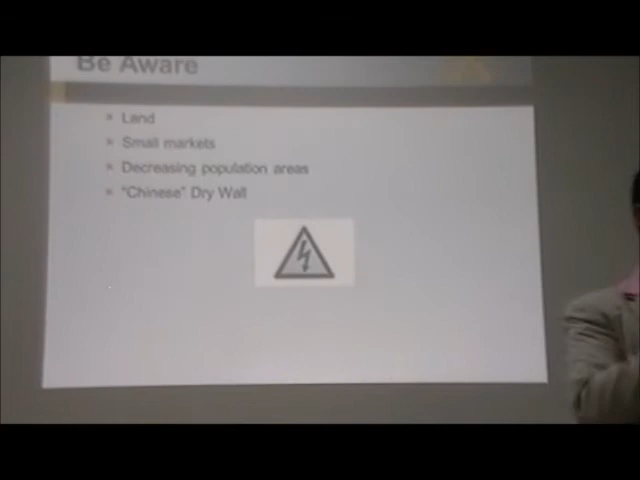 Be Aware
Land
Small markets
Decreasing population areas
"Chinese" Dry Wall